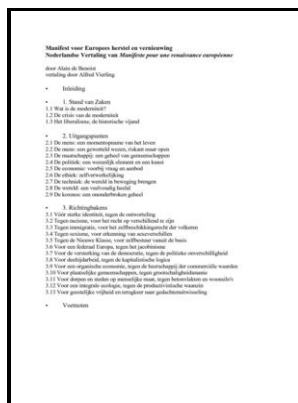 Manifest voor Europees herstel en vernieuwing
Nederlandse Vertaling van Manifeste pour une renaissance européenne
door Alain de Benoist
vertaling door Alfred Vierling
• Inleiding
• 1. Stand van Zaken
1.1 Wat is de moderniteit?
1.2 De crisis van de moderniteit
1.3 Het liberalisme, de historische vijand
• 2. Uitgangspunten
2.1 De mens: een momentopname van het leven
2.2 De mens: een geworteld wezen, riskant maar open
2.3 De maatschappij: een geheel van gemeenschappen
2.4 De politiek: een wezenlijk element en een kunst
2.5 De economie: voorbij vraag en aanbod
2.6 De ethiek: zelfverwerkelijking
2.7 De techniek: de wereld in beweging brengen
2.8 De wereld: een veelvoudig heelal
2.9 De kosmos: een ononderbroken geheel
• 3. Richtingbakens
3.1 Vóór sterke identiteit, tegen de ontworteling
3.2 Tegen racisme, voor het recht op verschillend te zijn
3.3 Tegen immigratie, voor het zelfbeschikkingsrecht der volkeren
3.4 Tegen sexisme, voor erkenning van sekseverschillen
3.5 Tegen de Nieuwe Klasse, voor zelfbestuur vanuit de basis
3.6 Voor een federaal Europa, tegen het jacobinisme
3.7 Voor de versterking van de democratie, tegen de politieke onverschilligheid
3.8 Voor deeltijdarbeid, tegen de kapitalistische logica
3.9 Voor een organische economie, tegen de heerschappij der commerciële waarden
3.10 Voor plaatselijke gemeenschappen, tegen grootschaligheidsmanie
3.11 Voor dorpen en steden op menselijke maat, tegen betonvlakten en woonsilo's
3.12 Voor een integrale ecologie, tegen de productivistische waanzin
3.13 Voor geestelijke vrijheid en terugkeer naar gedachtenuitwisseling
• Voetnoten